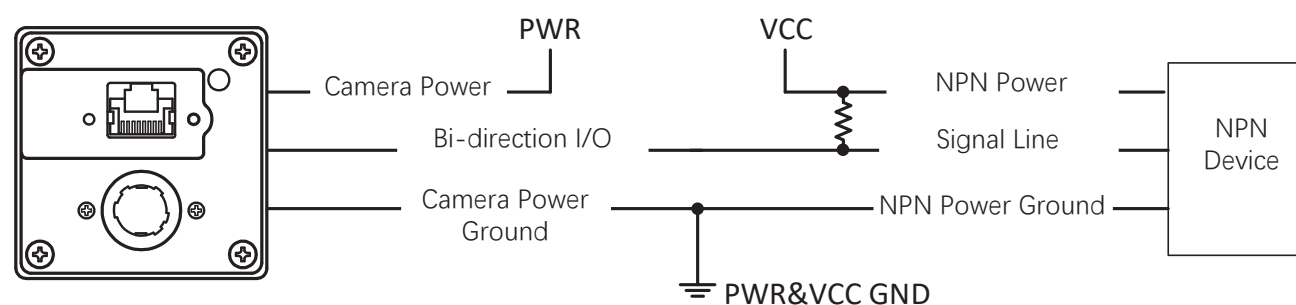 PWR
VCC
Camera Power
NPN Power
Bi-direction I/O
Signal Line
NPN
Device
Camera Power
Ground
NPN Power Ground
PWR&VCC GND